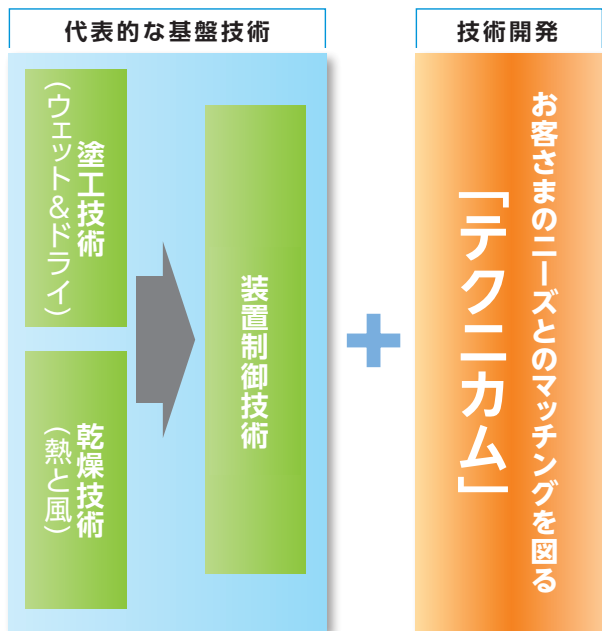 代表的な基盤技術
塗工技術
（ウェット＆ドライ）
乾燥技術
（熱と風）
装置制御技術
技術開発
お客さまのニーズとのマッチングを図る
「テクニカム」